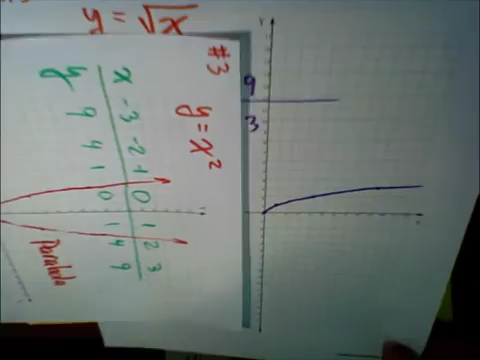 y = √x
9
3
#3
y = x²
x -3 -2 -1 0 1 2 3
y 9 4 1 0 1 4 9
Parabola